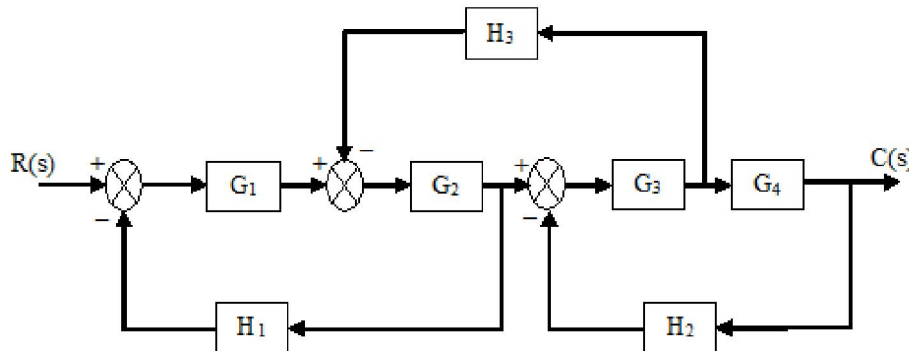 H₃
R(s)
+
−
G₁
+
−
G₂
+
−
G₃
G₄
C(s)
H₁
H₂